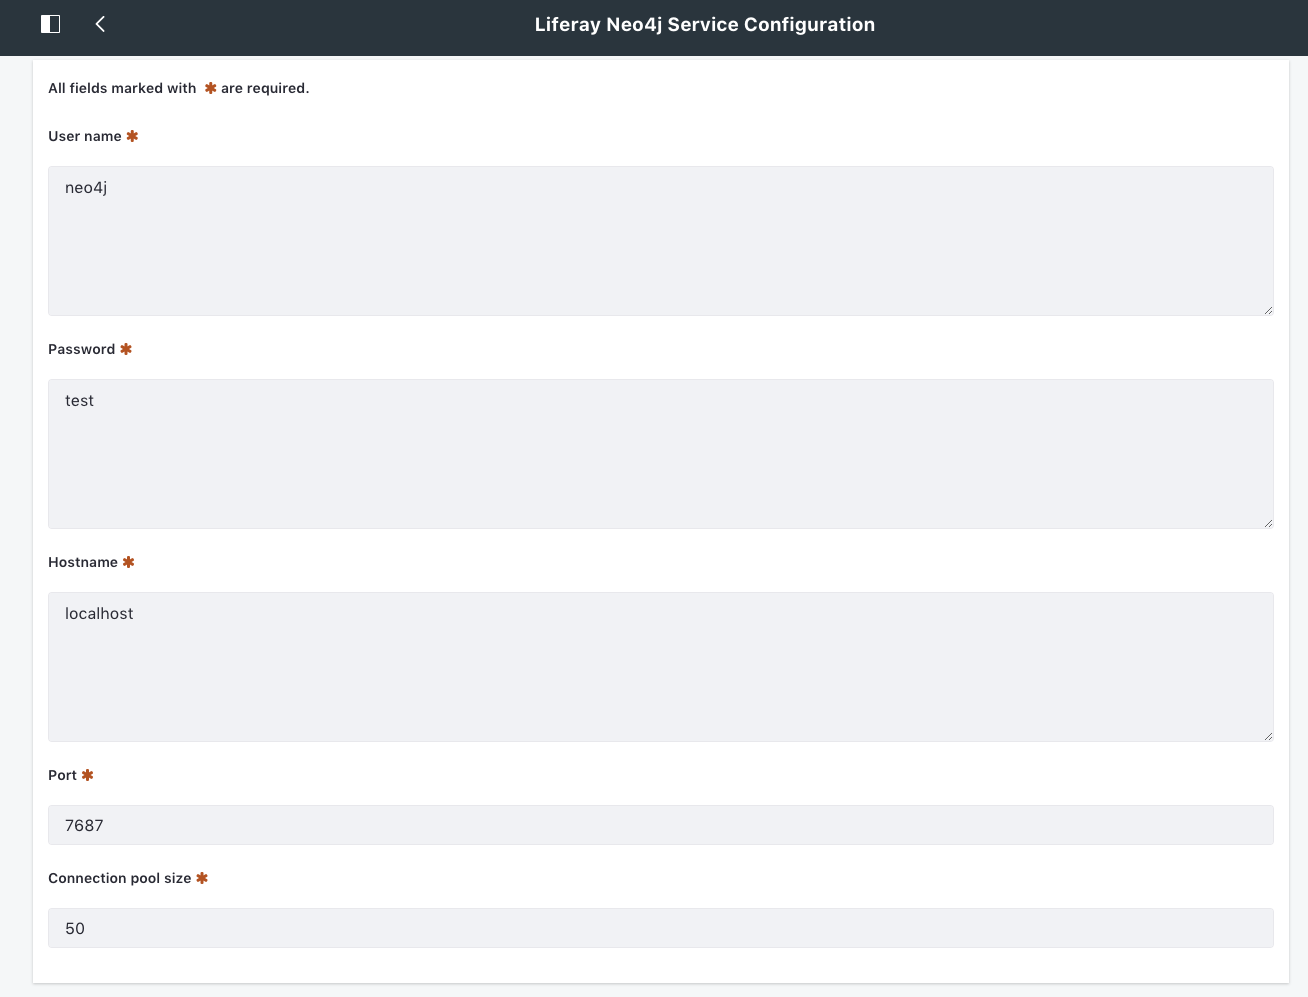 Liferay Neo4j Service Configuration
All fields marked with ✱ are required.
User name ✱
neo4j
Password ✱
test
Hostname ✱
localhost
Port ✱
7687
Connection pool size ✱
50